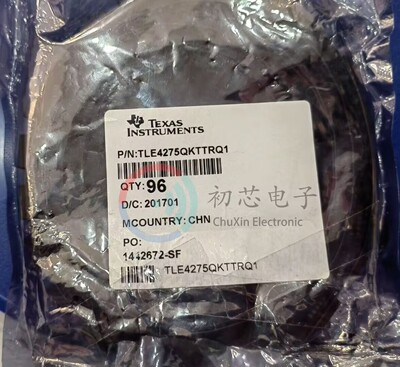 TEXAS
INSTRUMENTS
P/N:TLE4275QKTTRQ1
QTY:96
D/C: 201701
初芯电子
ChuXin Electronic
MCOUNTRY: CHN
PO:
1442672-SF
TLE4275QKTTRQ1